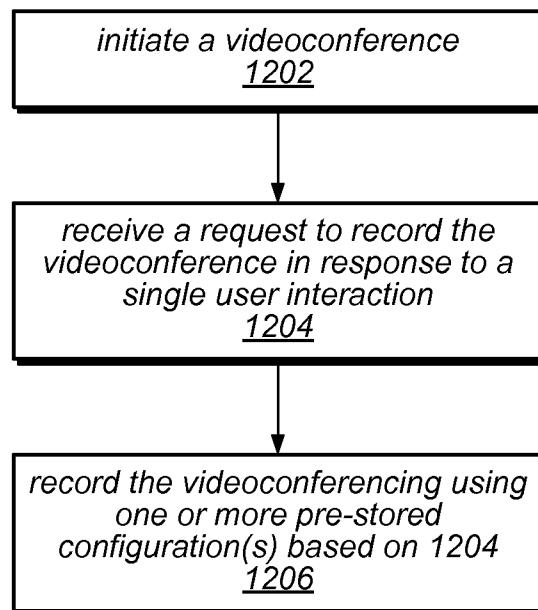 initiate a videoconference
1202
receive a request to record the
videoconference in response to a
single user interaction
1204
record the videoconferencing using
one or more pre-stored
configuration(s) based on 1204
1206